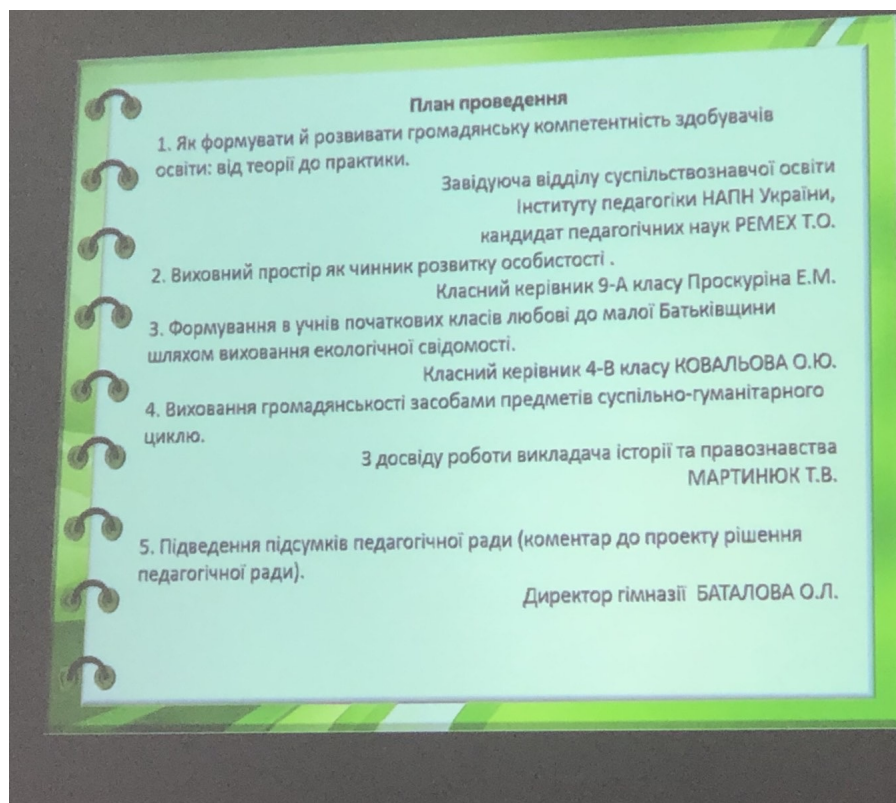 План проведення
1. Як формувати й розвивати громадянську компетентність здобувачів
освіти: від теорії до практики.
Завідуюча відділу суспільствознавчої освіти
Інституту педагогіки НАПН України,
кандидат педагогічних наук РЕМЕХ Т.О.
2. Виховний простір як чинник розвитку особистості .
Класний керівник 9-А класу Проскуріна Е.М.
3. Формування в учнів початкових класів любові до малої Батьківщини
шляхом виховання екологічної свідомості.
Класний керівник 4-В класу КОВАЛЬОВА О.Ю.
4. Виховання громадянськості засобами предметів суспільно-гуманітарного
циклю.
З досвіду роботи викладача історії та правознавства
МАРТИНЮК Т.В.
5. Підведення підсумків педагогічної ради (коментар до проекту рішення
педагогічної ради).
Директор гімназії БАТАЛОВА О.Л.